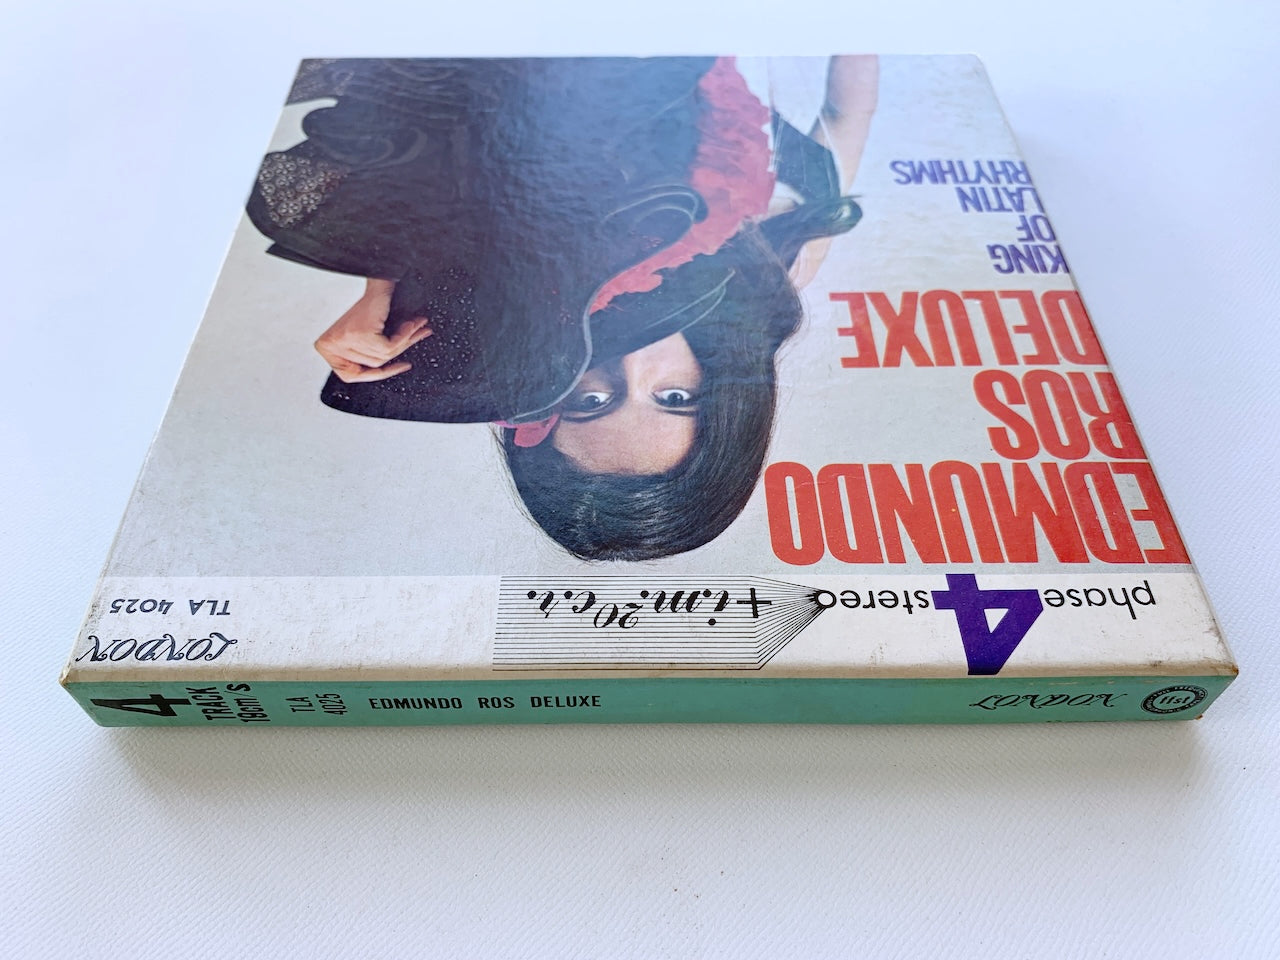 phase 4 stereo
+i.m. 20 c.r.
LONDON
TLA 4025
EDMUNDO
ROS
DELUXE
KING
OF
LATIN
RHYTHMS
4
TRACK
19cm/s
TLA
4025
EDMUNDO ROS DELUXE
LONDON
ffst